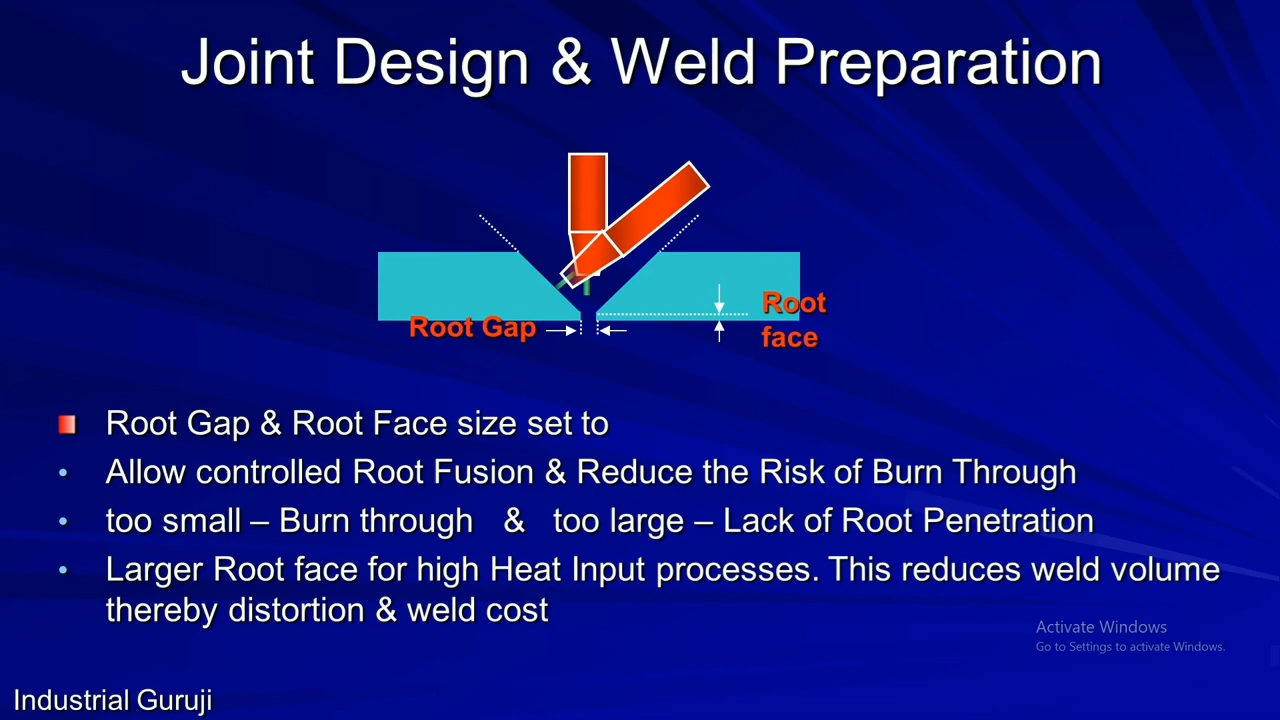 Joint Design & Weld Preparation
Root Gap
Root
face
Root Gap & Root Face size set to
• Allow controlled Root Fusion & Reduce the Risk of Burn Through
• too small – Burn through & too large – Lack of Root Penetration
• Larger Root face for high Heat Input processes. This reduces weld volume
thereby distortion & weld cost
Activate Windows
Go to Settings to activate Windows.
Industrial Guruji